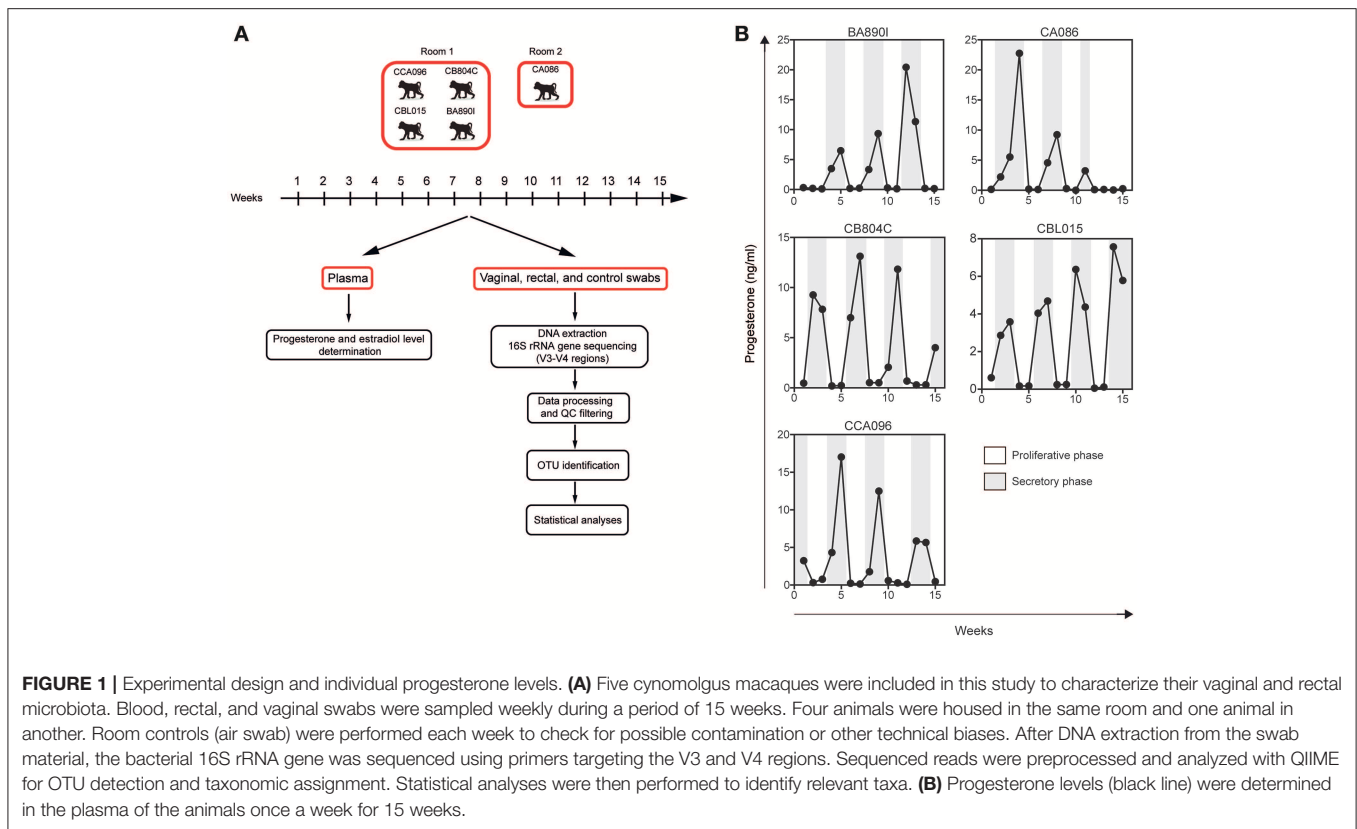 A
Room 1
Room 2
CCA096
CB804C
CA086
CBL015
BA890I
Weeks
1 2 3 4 5 6 7 8 9 10 11 12 13 14 15
Plasma
Vaginal, rectal, and control swabs
Progesterone and estradiol level
determination
DNA extraction
16S rRNA gene sequencing
(V3-V4 regions)
Data processing
and QC filtering
OTU identification
Statistical analyses
B
Progesterone (ng/ml)
BA890I
25
20
15
10
5
0
0 5 10 15
CA086
25
20
15
10
5
0
0 5 10 15
CB804C
15
10
5
0
0 5 10 15
CBL015
8
6
4
2
0
0 5 10 15
CCA096
20
15
10
5
0
0 5 10 15
Proliferative phase
Secretory phase
Weeks
FIGURE 1 | Experimental design and individual progesterone levels. (A) Five cynomolgus macaques were included in this study to characterize their vaginal and rectal
microbiota. Blood, rectal, and vaginal swabs were sampled weekly during a period of 15 weeks. Four animals were housed in the same room and one animal in
another. Room controls (air swab) were performed each week to check for possible contamination or other technical biases. After DNA extraction from the swab
material, the bacterial 16S rRNA gene was sequenced using primers targeting the V3 and V4 regions. Sequenced reads were preprocessed and analyzed with QIIME
for OTU detection and taxonomic assignment. Statistical analyses were then performed to identify relevant taxa. (B) Progesterone levels (black line) were determined
in the plasma of the animals once a week for 15 weeks.